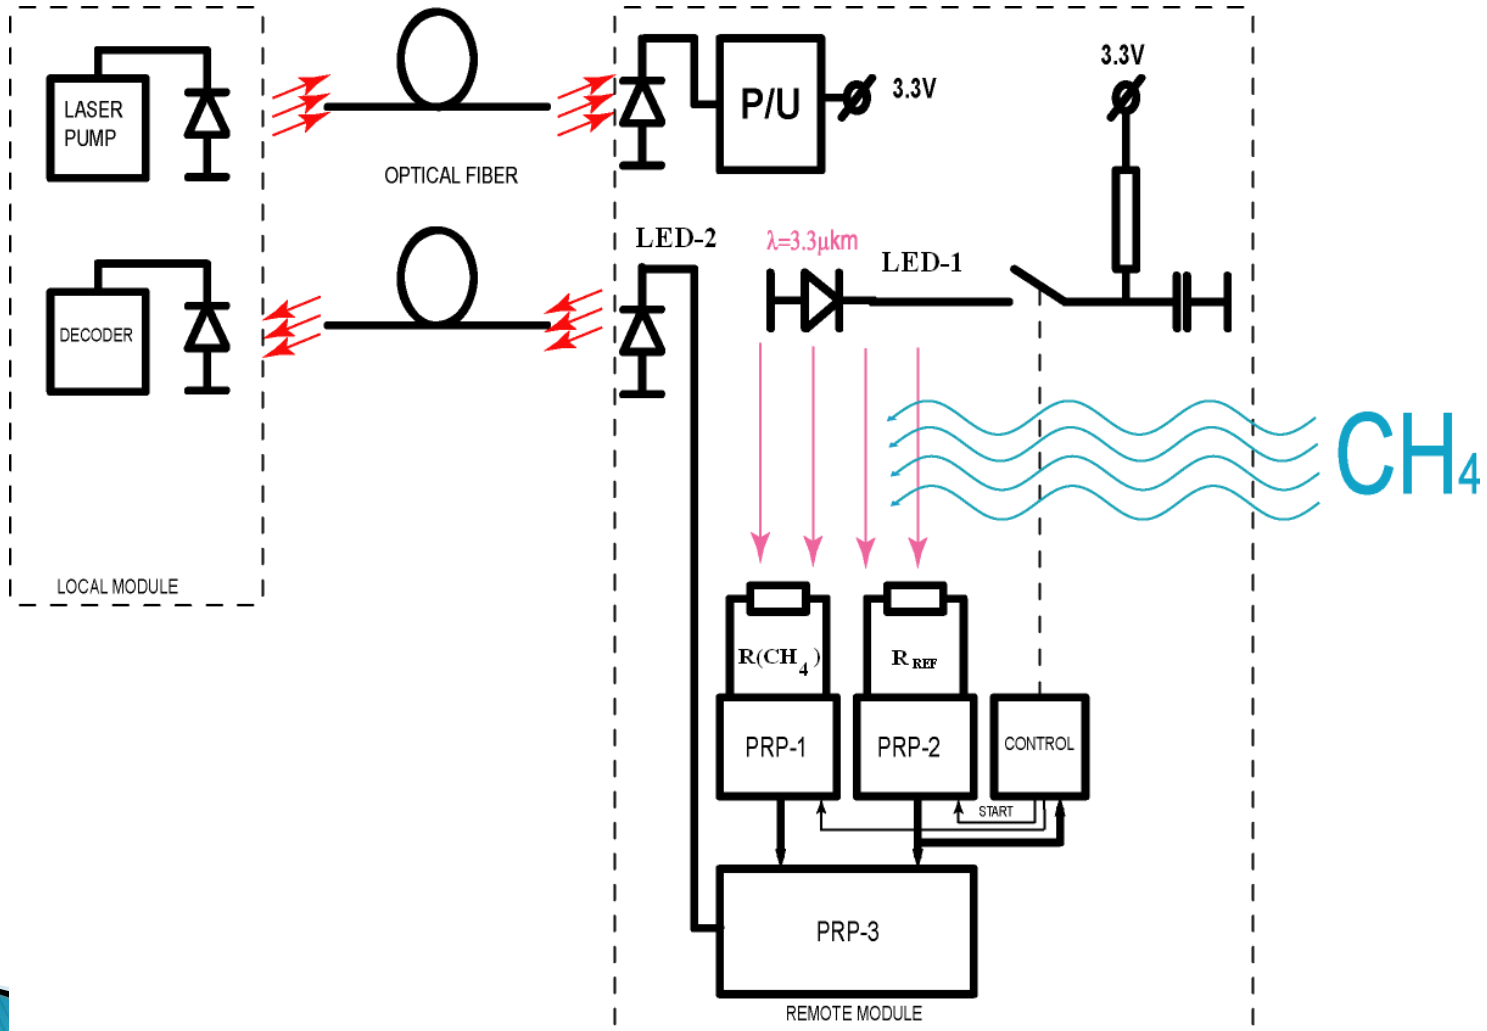 LASER
PUMP
OPTICAL FIBER
P/U
3.3V
3.3V
LED-2
λ=3.3μkm
LED-1
DECODER
CH4
LOCAL MODULE
R(CH4)
RREF
PRP-1
PRP-2
CONTROL
START
PRP-3
REMOTE MODULE